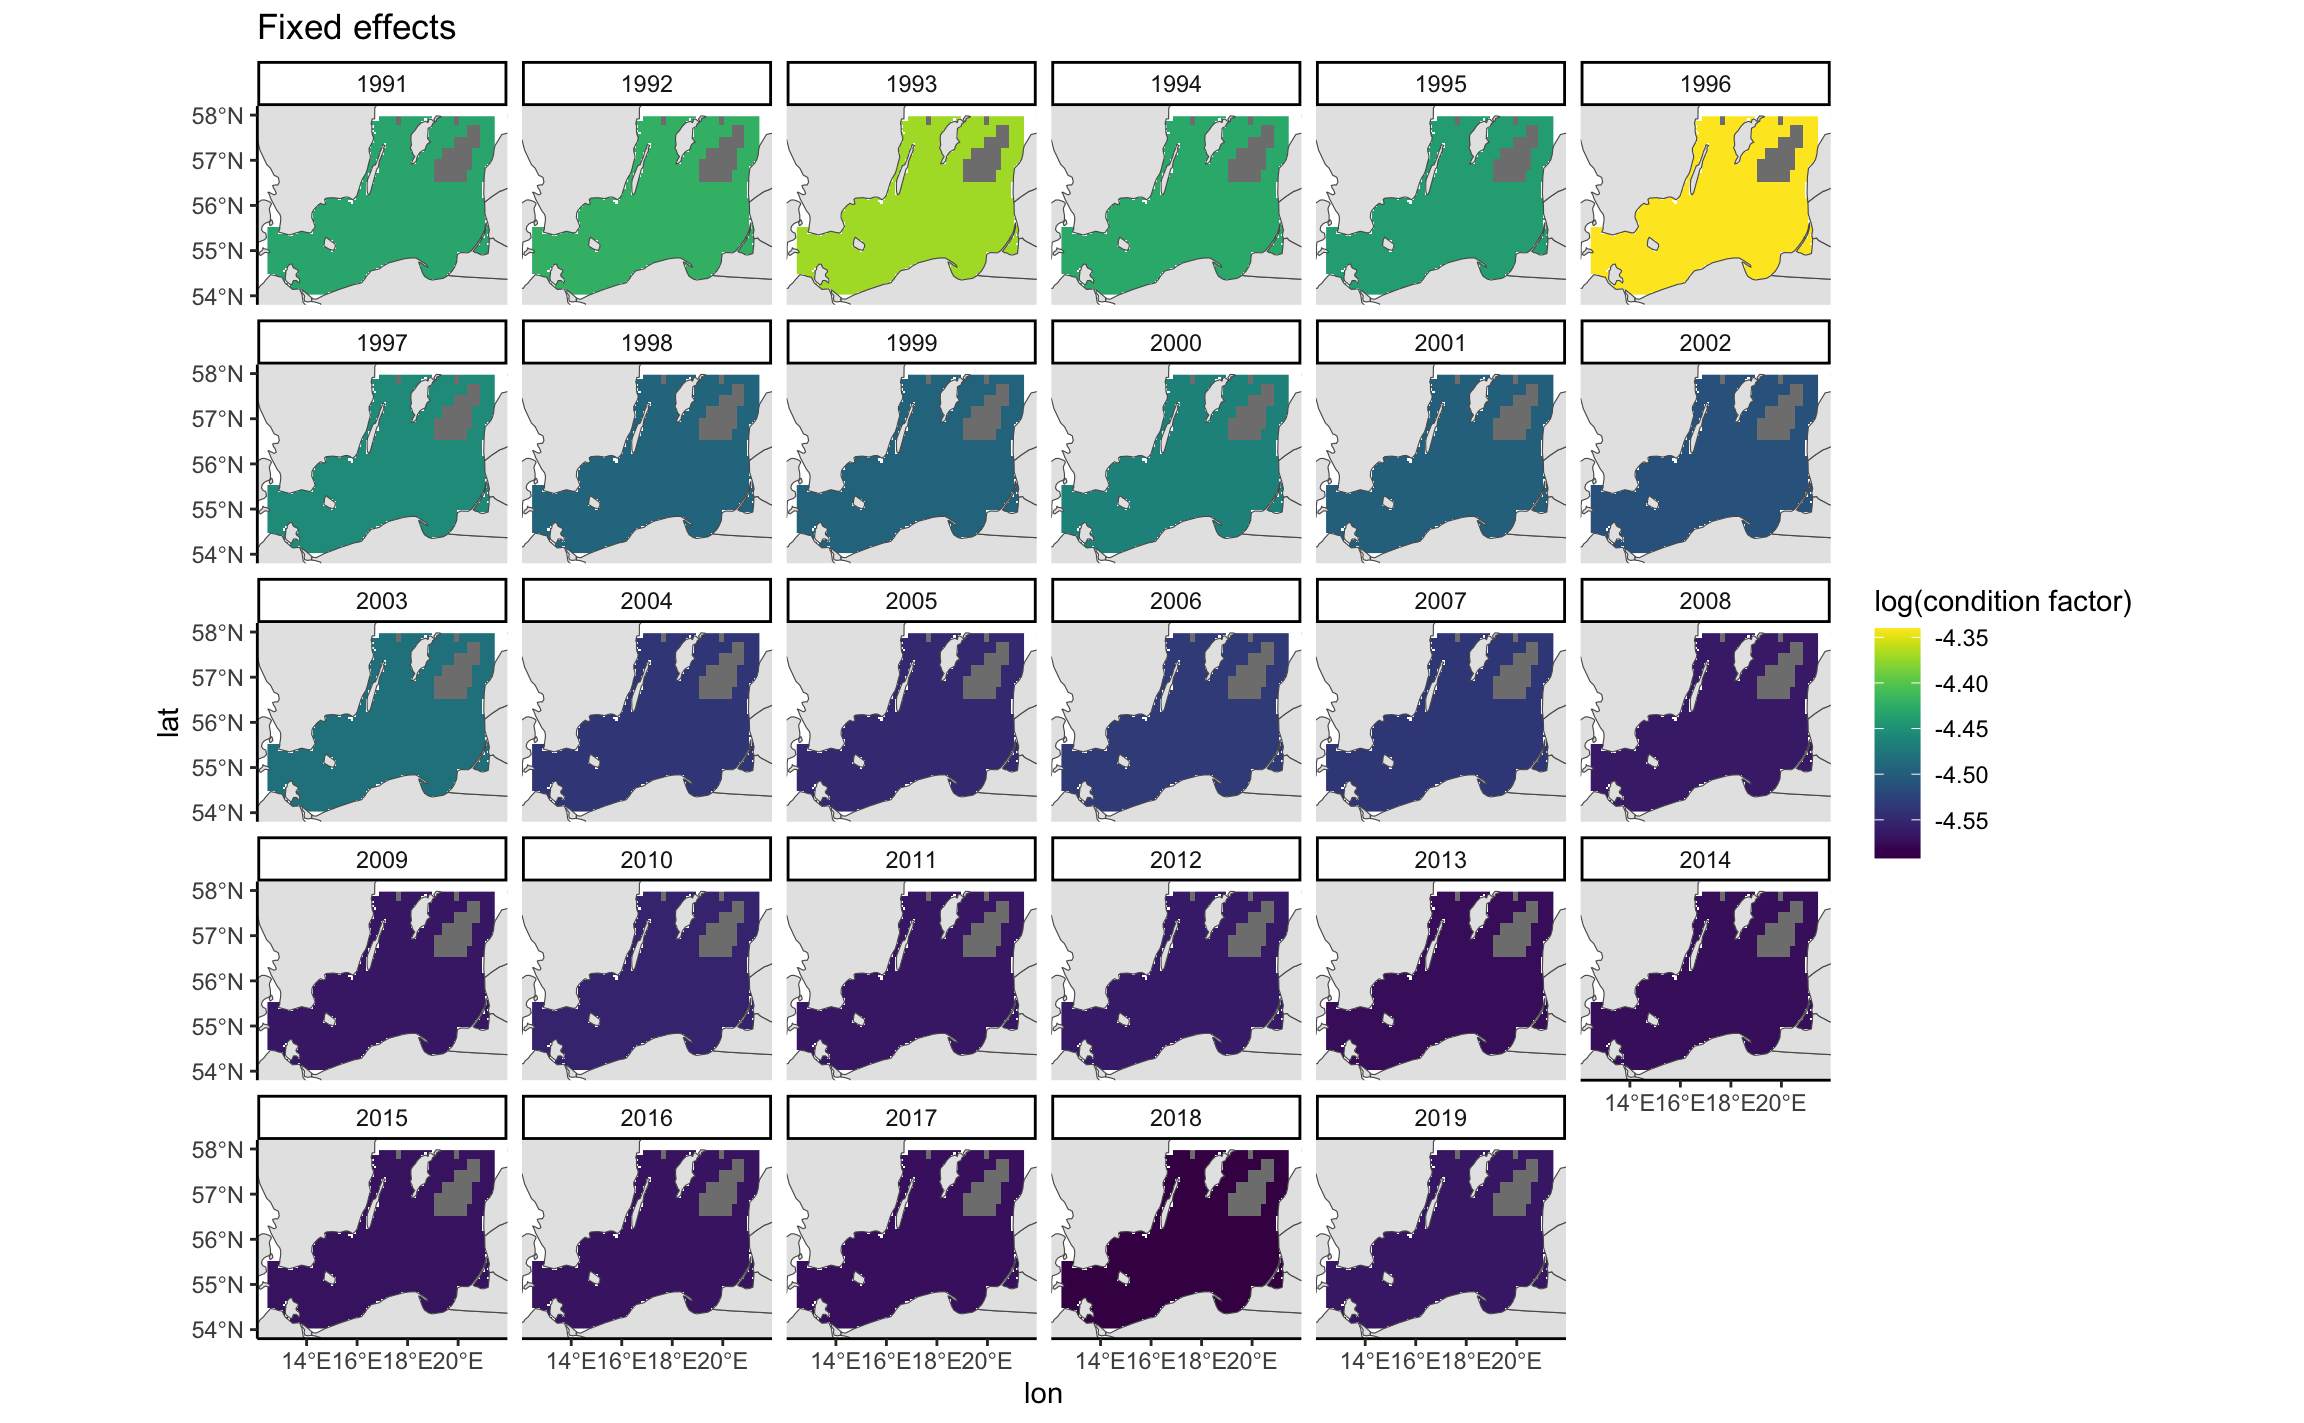 Fixed effects
1991 1992 1993 1994 1995 1996
58°N
57°N
56°N
55°N
54°N
1997 1998 1999 2000 2001 2002
58°N
57°N
56°N
55°N
54°N
2003 2004 2005 2006 2007 2008
58°N
57°N
56°N
55°N
54°N
lat
log(condition factor)
-4.35
-4.40
-4.45
-4.50
-4.55
2009 2010 2011 2012 2013 2014
58°N
57°N
56°N
55°N
54°N
14°E16°E18°E20°E
2015 2016 2017 2018 2019
58°N
57°N
56°N
55°N
54°N
14°E16°E18°E20°E 14°E16°E18°E20°E 14°E16°E18°E20°E 14°E16°E18°E20°E 14°E16°E18°E20°E
lon